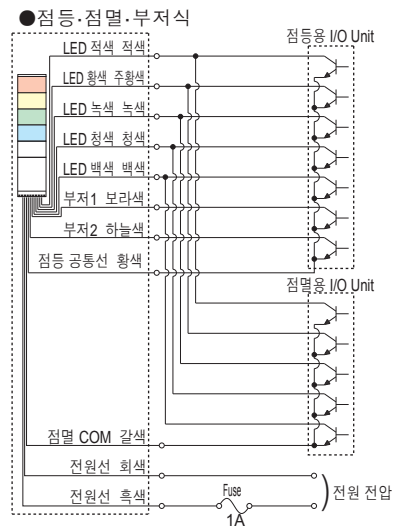 ●점등·점멸·부저식
점등용 I/O Unit
LED 적색 적색
LED 황색 주황색
LED 녹색 녹색
LED 청색 청색
LED 백색 백색
부저1 보라색
부저2 하늘색
점등 공통선 황색
점멸용 I/O Unit
점멸 COM 갈색
전원선 회색
전원선 흑색
Fuse
1A
전원 전압